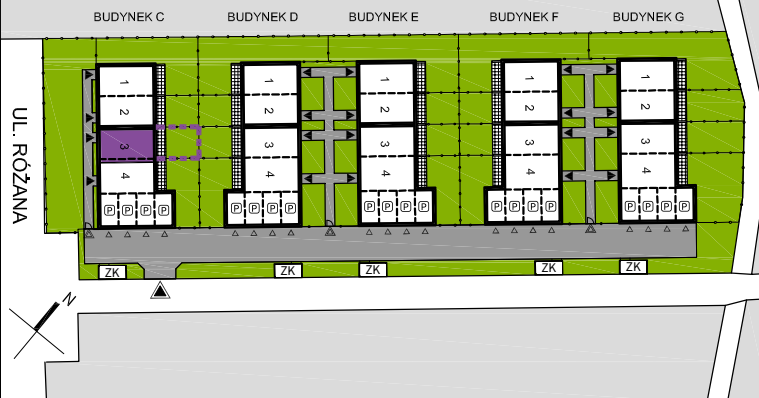 BUDYNEK C BUDYNEK D BUDYNEK E BUDYNEK F BUDYNEK G
UL. RÓŻANA
1 1 1 1 1
2 2 2 2 2
3 3 3 3 3
4 4 4 4 4
P P P P P P P P P P P P P P P P P P P P
ZK ZK ZK ZK ZK
N